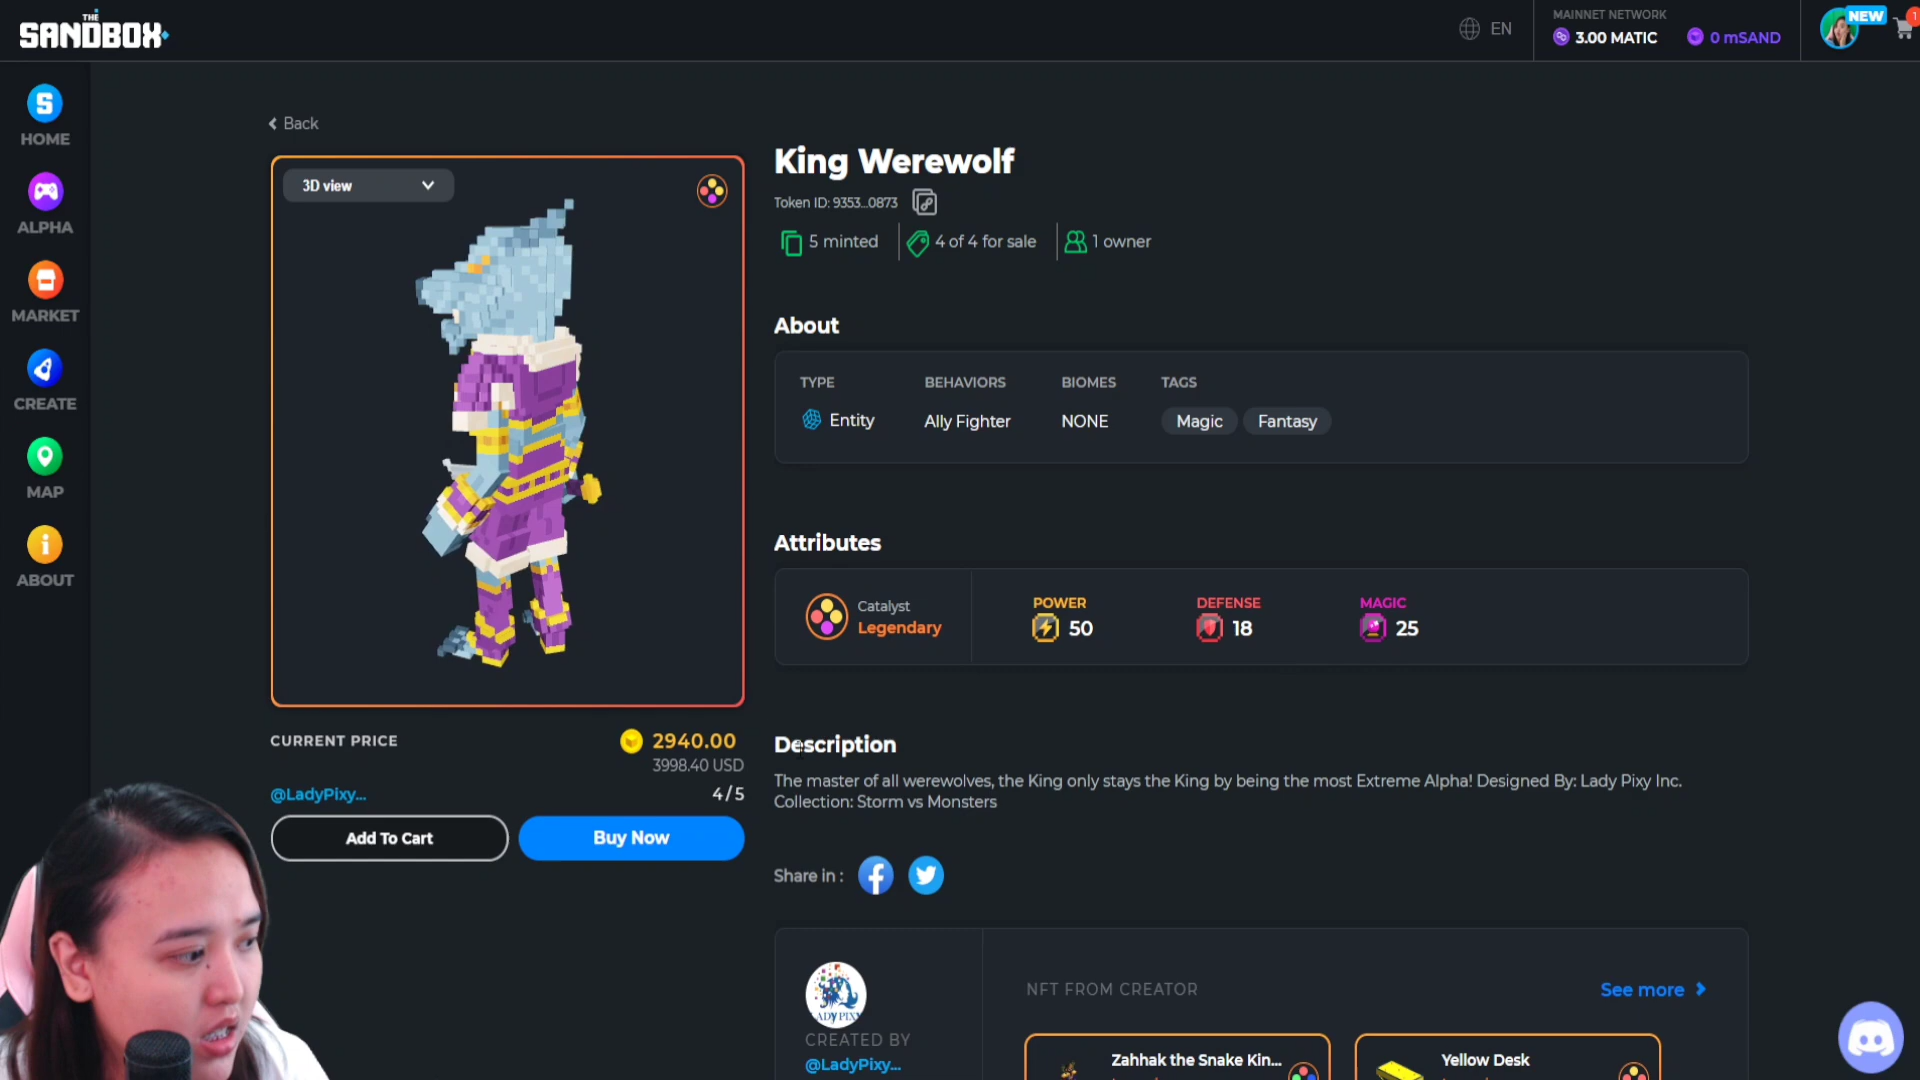 THE
SANDBOX
EN
MAINNET NETWORK
3.00 MATIC
0 mSAND
NEW
1
S
HOME
ALPHA
MARKET
CREATE
MAP
i
ABOUT
Back
3D view
King Werewolf
Token ID: 9353...0873
5 minted
4 of 4 for sale
1 owner
About
TYPE BEHAVIORS BIOMES TAGS
Entity Ally Fighter NONE Magic Fantasy
Attributes
Catalyst
Legendary
POWER
50
DEFENSE
18
MAGIC
25
CURRENT PRICE
2940.00
3998.40 USD
@LadyPixy...
4/5
Add To Cart
Buy Now
Description
The master of all werewolves, the King only stays the King by being the most Extreme Alpha! Designed By: Lady Pixy Inc.
Collection: Storm vs Monsters
Share in :
LADY PIXY
CREATED BY
@LadyPixy...
NFT FROM CREATOR
See more
Zahhak the Snake Kin...
Yellow Desk